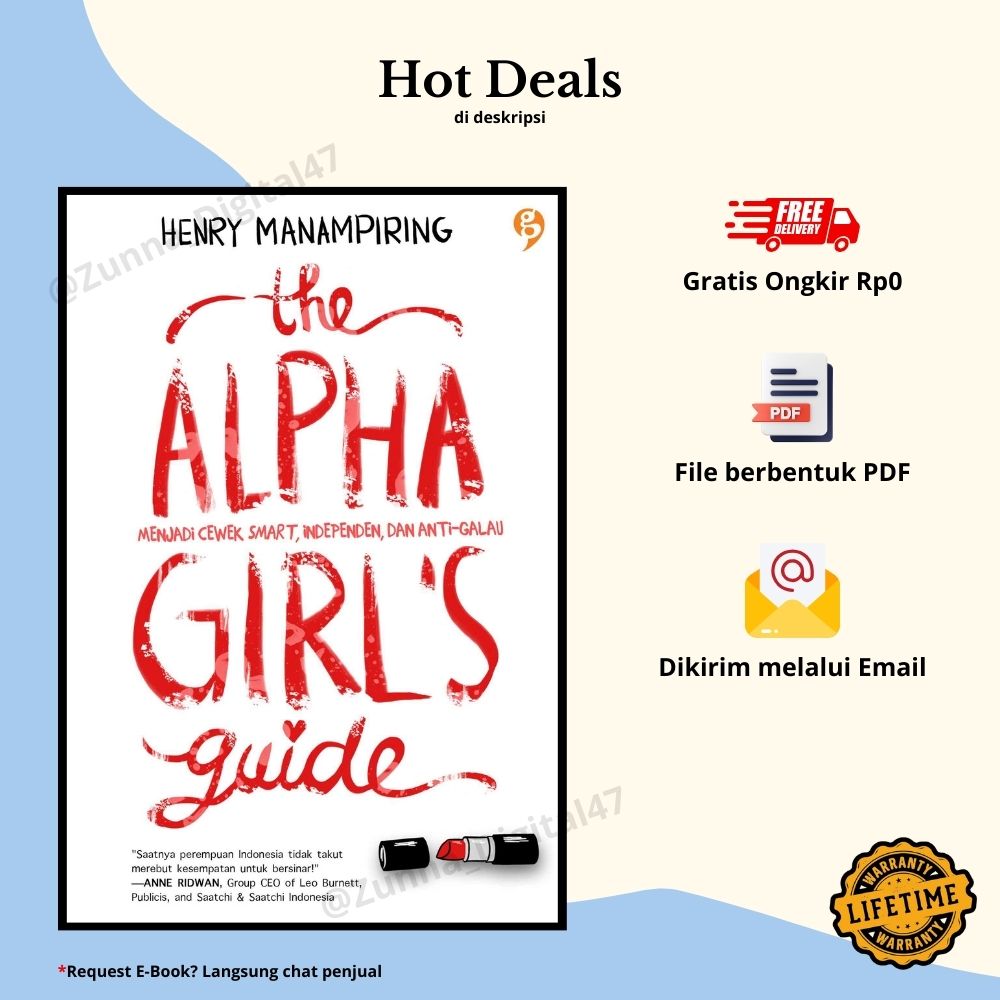 Hot Deals
di deskripsi
@Zunna_Digital47
HENRY MANAMPIRING
g
the
ALPHA
MENJADI CEWEK SMART, INDEPENDEN, DAN ANTI-GALAU
GIRL'S
guide
"Saatnya perempuan Indonesia tidak takut
merebut kesempatan untuk bersinar!"
—ANNE RIDWAN, Group CEO of Leo Burnett,
Publicis, and Saatchi & Saatchi Indonesia
@Zunna_Digital47
FREE
DELIVERY
Gratis Ongkir Rp0
PDF
File berbentuk PDF
@
Dikirim melalui Email
WARRANTY
LIFETIME
WARRANTY
*Request E-Book? Langsung chat penjual